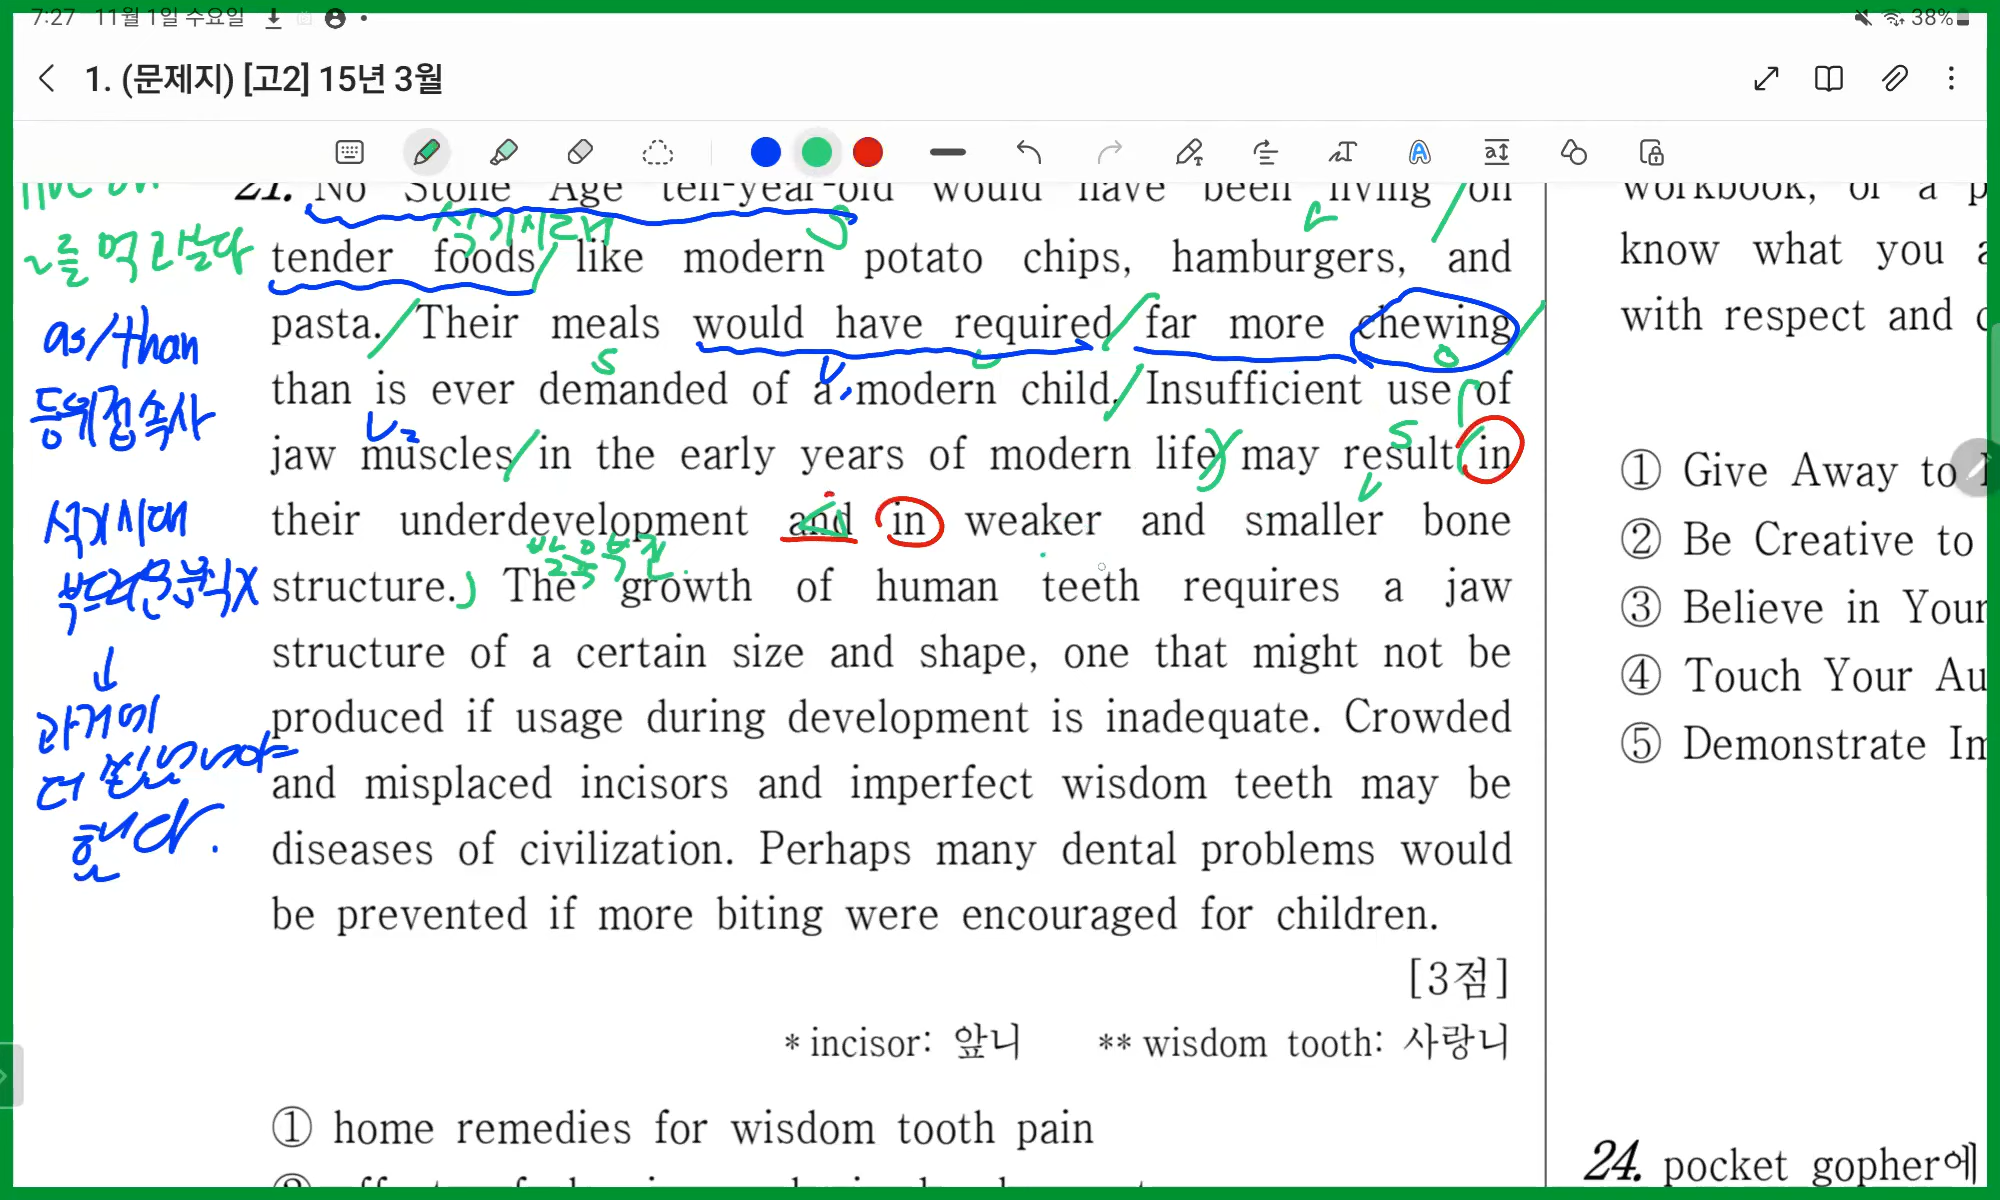 7:27 11월 1일 수요일
38%
1. (문제지) [고2] 15년 3월
live on
~를 먹고살다
as/than
등위접속사
석기시대
부드러운음식X
↓
과거에
더 씹었어야
했다.
21. No Stone Age ten-year-old would have been living on
석기시대 S V
tender foods like modern potato chips, hamburgers, and
pasta. Their meals would have required far more chewing
S V O
than is ever demanded of a modern child. Insufficient use of
V2 S
jaw muscles in the early years of modern life may result in
V
their underdevelopment and in weaker and smaller bone
발육부진
structure. The growth of human teeth requires a jaw
structure of a certain size and shape, one that might not be
produced if usage during development is inadequate. Crowded
and misplaced incisors and imperfect wisdom teeth may be
diseases of civilization. Perhaps many dental problems would
be prevented if more biting were encouraged for children.
[3점]
* incisor: 앞니 ** wisdom tooth: 사랑니
① home remedies for wisdom tooth pain
workbook, or a p
know what you a
with respect and c
① Give Away to
② Be Creative to
③ Believe in Your
④ Touch Your Au
⑤ Demonstrate Im
24. pocket gopher에